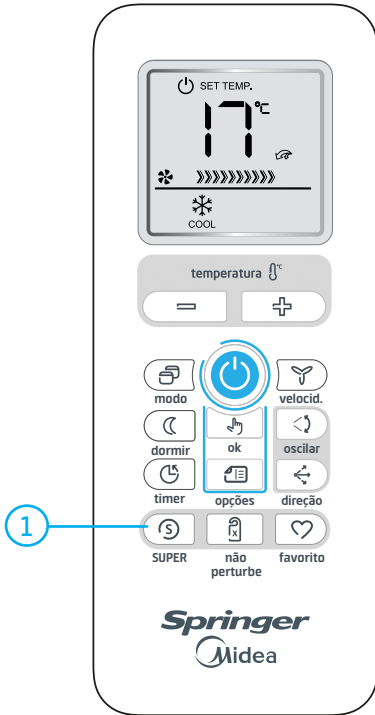 SET TEMP.
17 °C
COOL
temperatura °C
modo
velocid.
dormir
ok
oscilar
timer
opções
direção
1
S
x
SUPER
não
perturbe
favorito
Springer
Midea